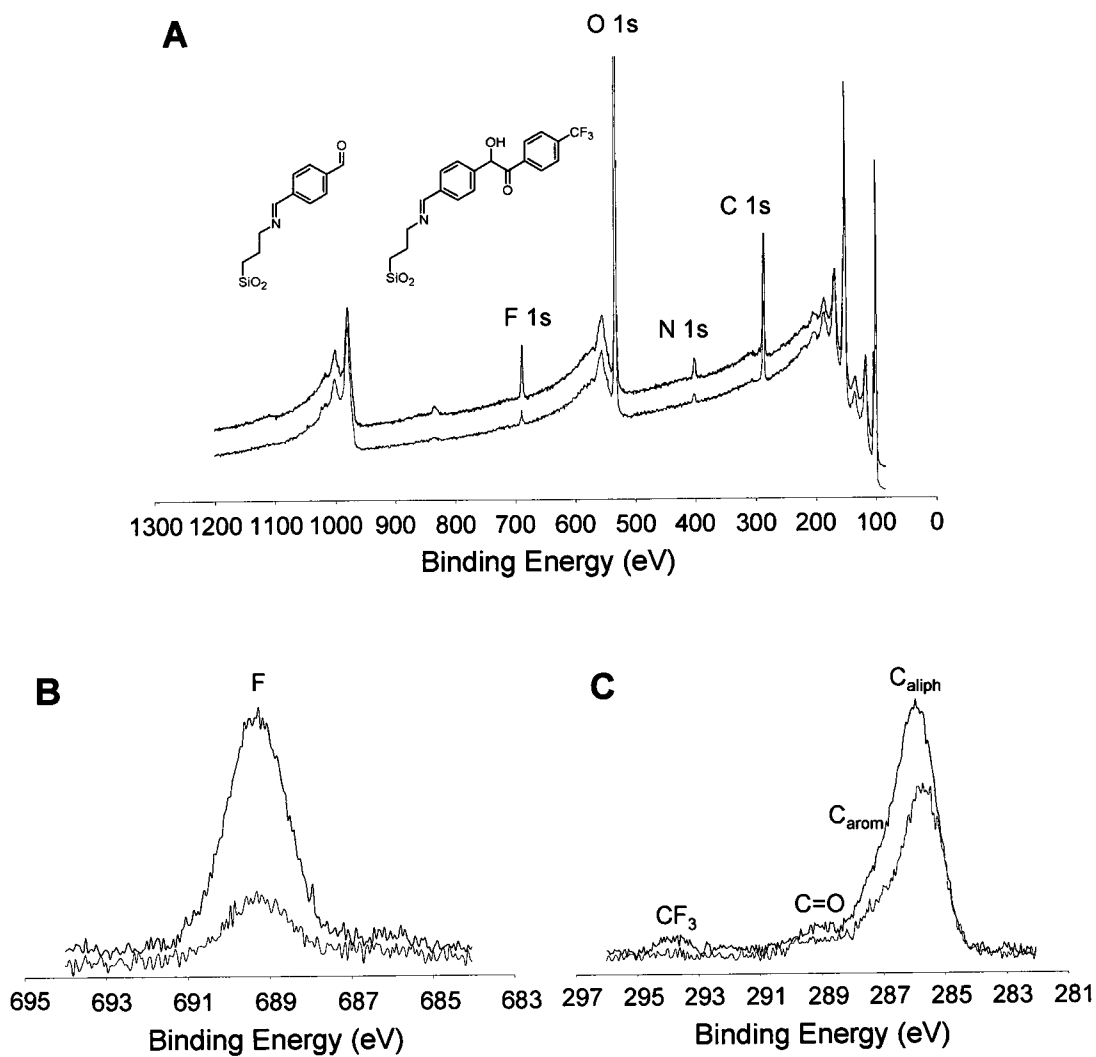 A
O 1s
OH
CF₃
O
O
N
N
SiO₂
SiO₂
C 1s
F 1s
N 1s
1300 1200 1100 1000 900 800 700 600 500 400 300 200 100 0
Binding Energy (eV)
B
F
695 693 691 689 687 685 683
Binding Energy (eV)
C
C aliph
C arom
C=O
CF₃
297 295 293 291 289 287 285 283 281
Binding Energy (eV)